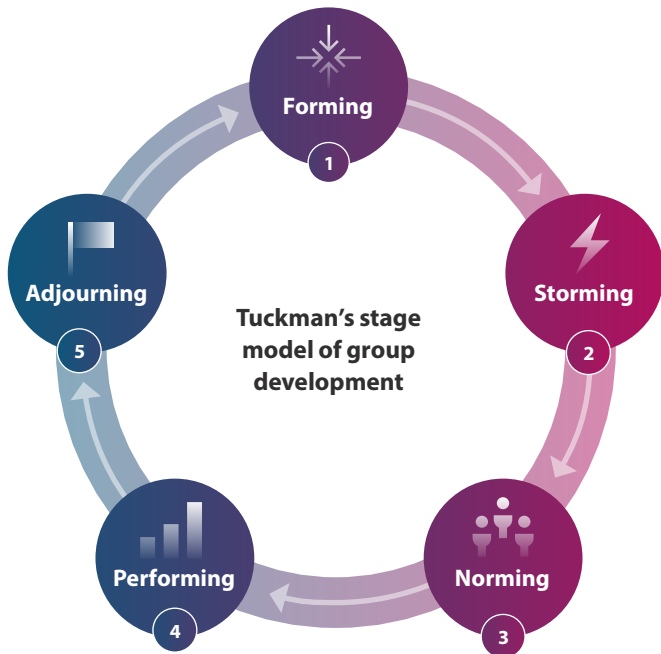 Forming
1
Storming
2
Norming
3
Performing
4
Adjourning
5
Tuckman’s stage
model of group
development